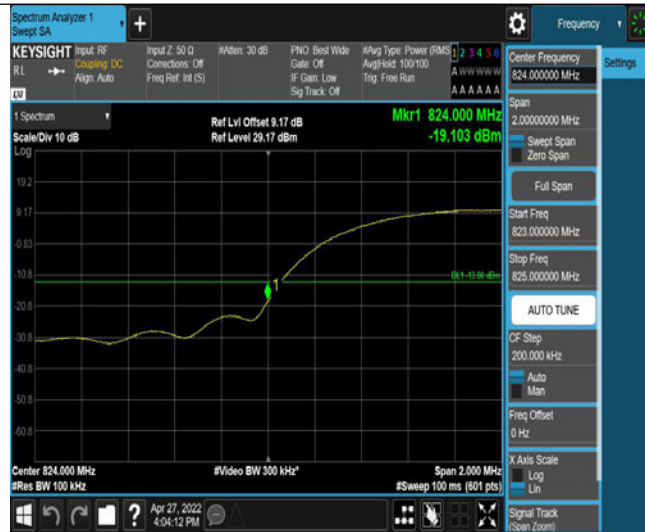 Spectrum Analyzer 1
Swept SA
+
Frequency
KEYSIGHT
RL
Input: RF
Coupling: DC
Align: Auto
Input Z: 50 Ω
Corrections: Off
Freq Ref: Int (S)
#Atten: 30 dB
PNO: Best Wide
Gate: Off
IF Gain: Low
Sig Track: Off
#Avg Type: Power (RMS
Avg|Hold: 100/100
Trig: Free Run
1 2 3 4 5 6
A W W W W W
A A A A A A
LM
1 Spectrum
Scale/Div 10 dB
Log
Ref Lvl Offset 9.17 dB
Ref Level 29.17 dBm
Mkr1 824.000 MHz
-19.103 dBm
19.2
9.17
-0.83
-10.8
-20.8
-30.8
-40.8
-50.8
-60.8
1
DL1 -13.00 dBm
Center 824.000 MHz
#Res BW 100 kHz
#Video BW 300 kHz*
Span 2.000 MHz
#Sweep 100 ms (601 pts)
?
Apr 27, 2022
4:04:12 PM
Center Frequency
824.000000 MHz
Settings
Span
2.00000000 MHz
Swept Span
Zero Span
Full Span
Start Freq
823.000000 MHz
Stop Freq
825.000000 MHz
AUTO TUNE
CF Step
200.000 kHz
Auto
Man
Freq Offset
0 Hz
X Axis Scale
Log
Lin
Signal Track
(Span Zoom)